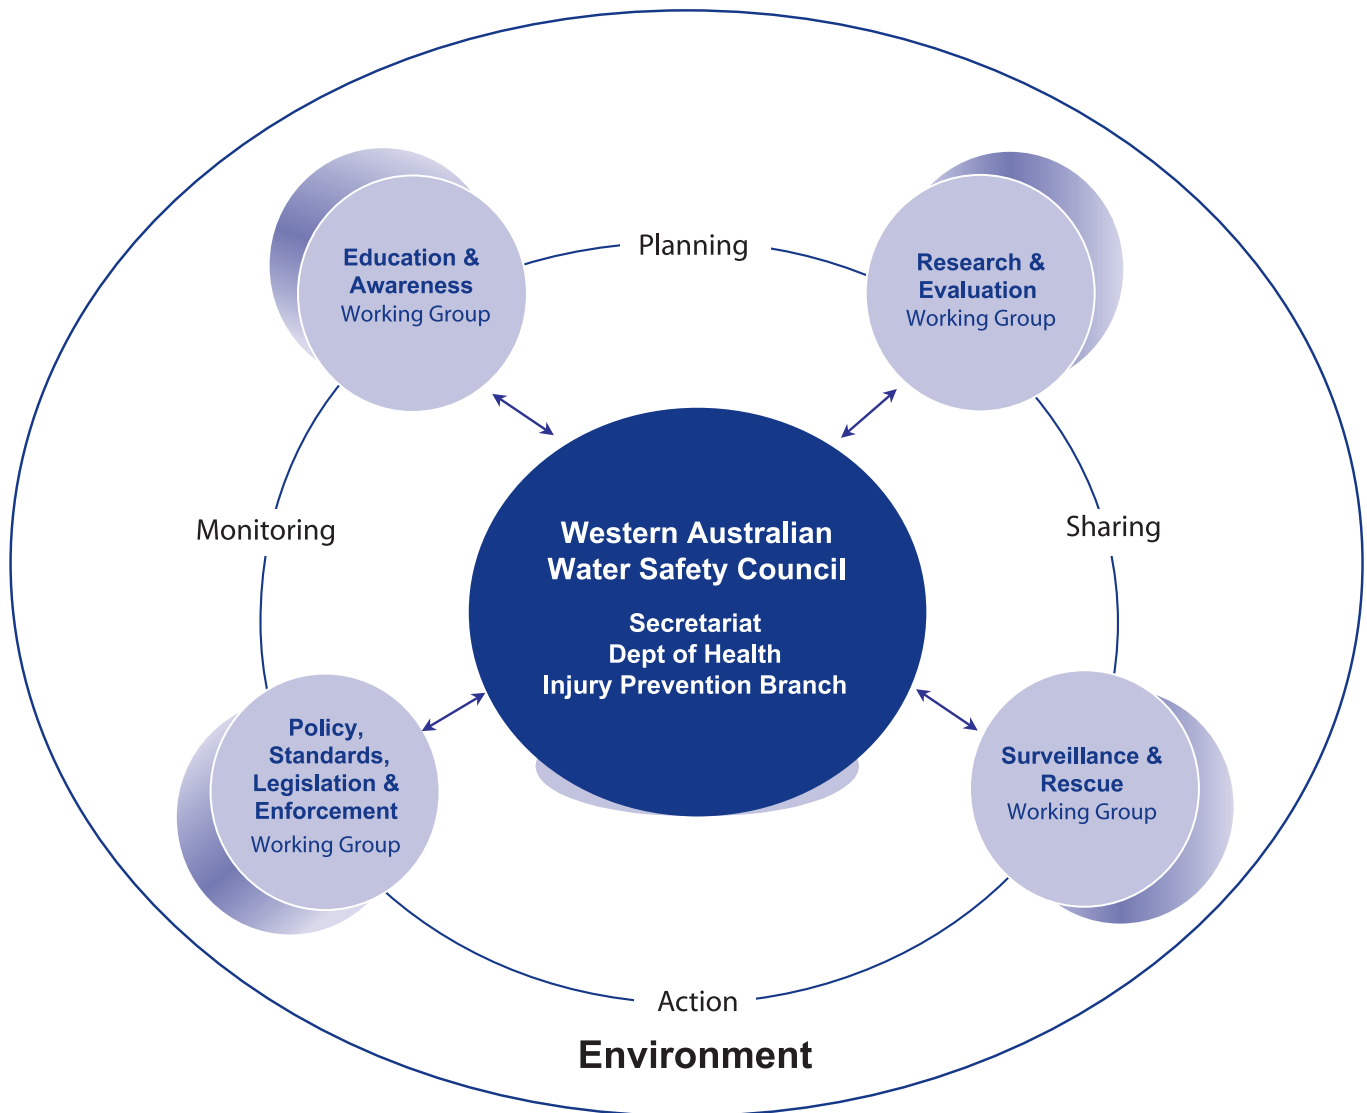 Planning
Education &
Awareness
Working Group
Research &
Evaluation
Working Group
Monitoring
Sharing
Western Australian
Water Safety Council
Secretariat
Dept of Health
Injury Prevention Branch
Policy,
Standards,
Legislation &
Enforcement
Working Group
Surveillance &
Rescue
Working Group
Action
Environment